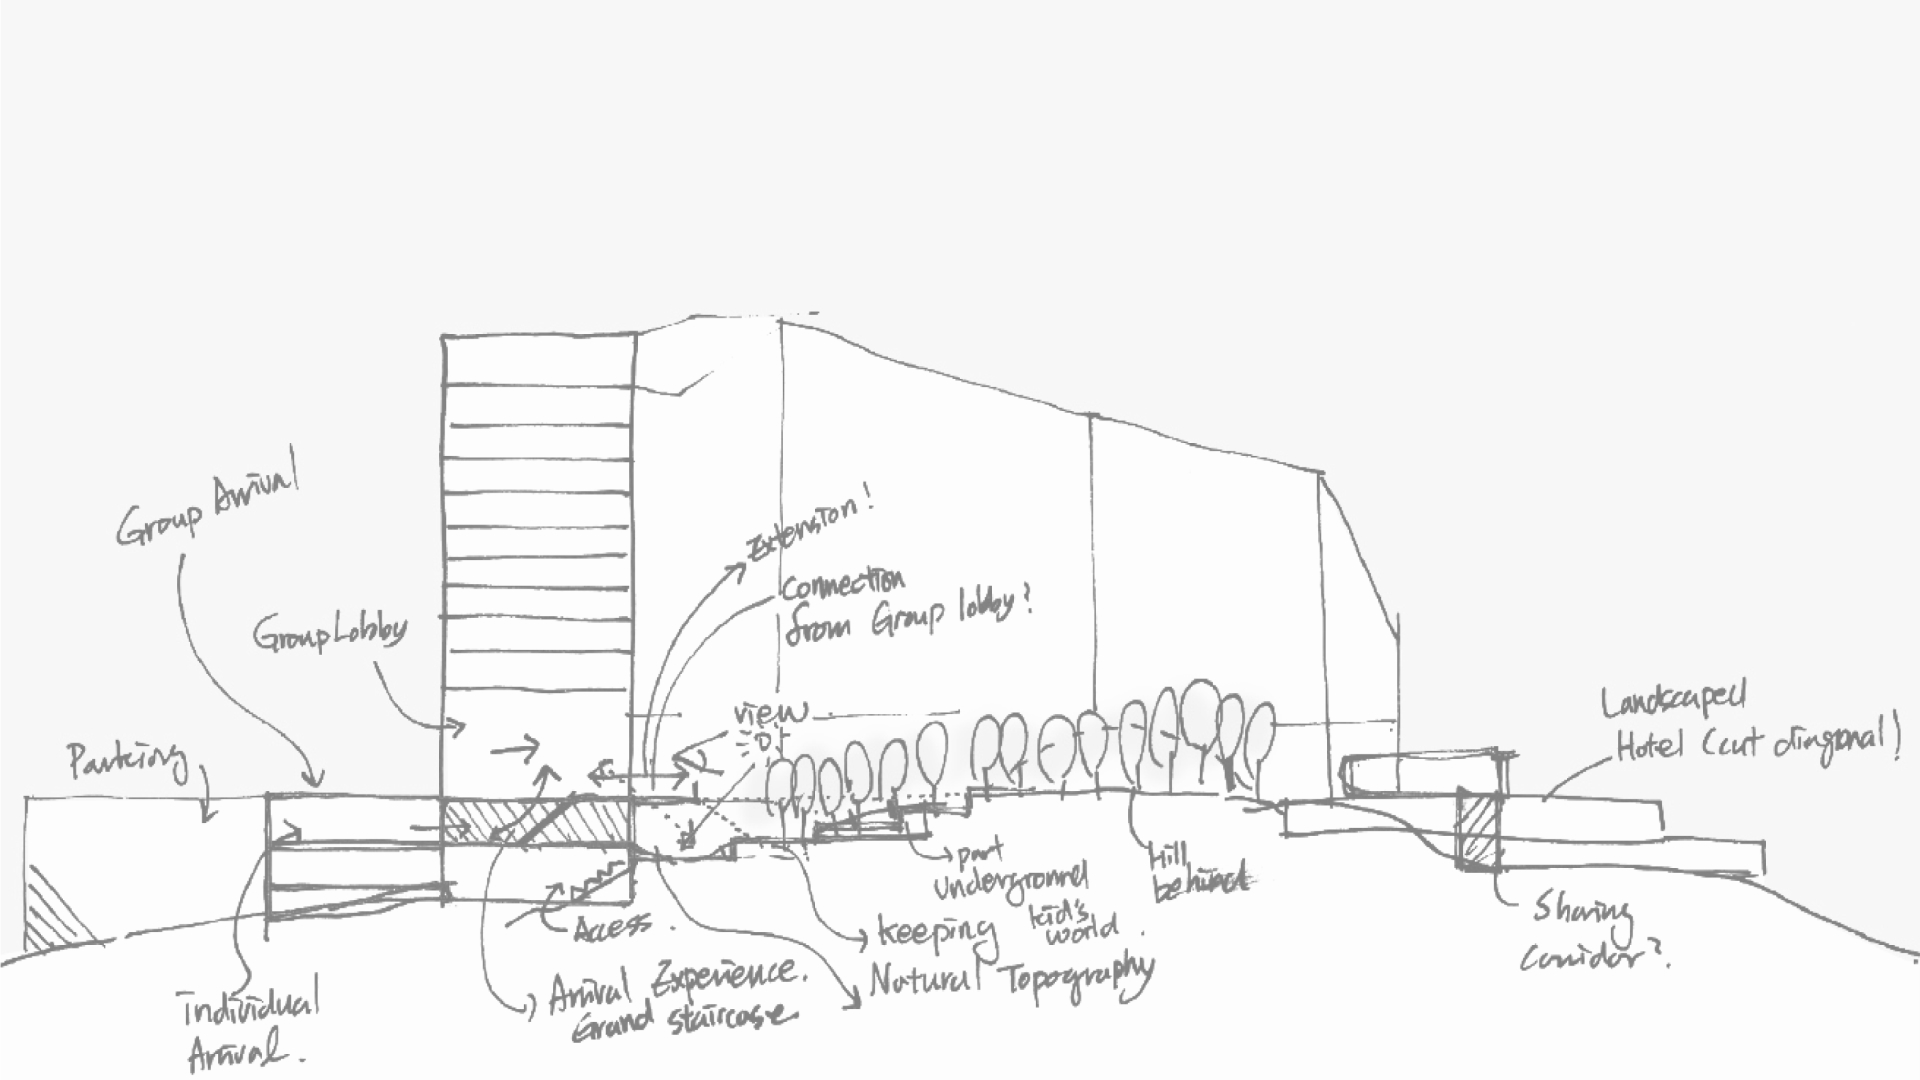 Group Arrival
Group Lobby
Parking
Extension!
Connection
from Group lobby?
view
pt
Landscaped
Hotel (cut diagonal!
part
underground
kid's
world.
Hill
behind
Access.
keeping
Natural Topography
Arrival Experience.
Grand staircase
Individual
Arrival.
Sharing
Corridor?